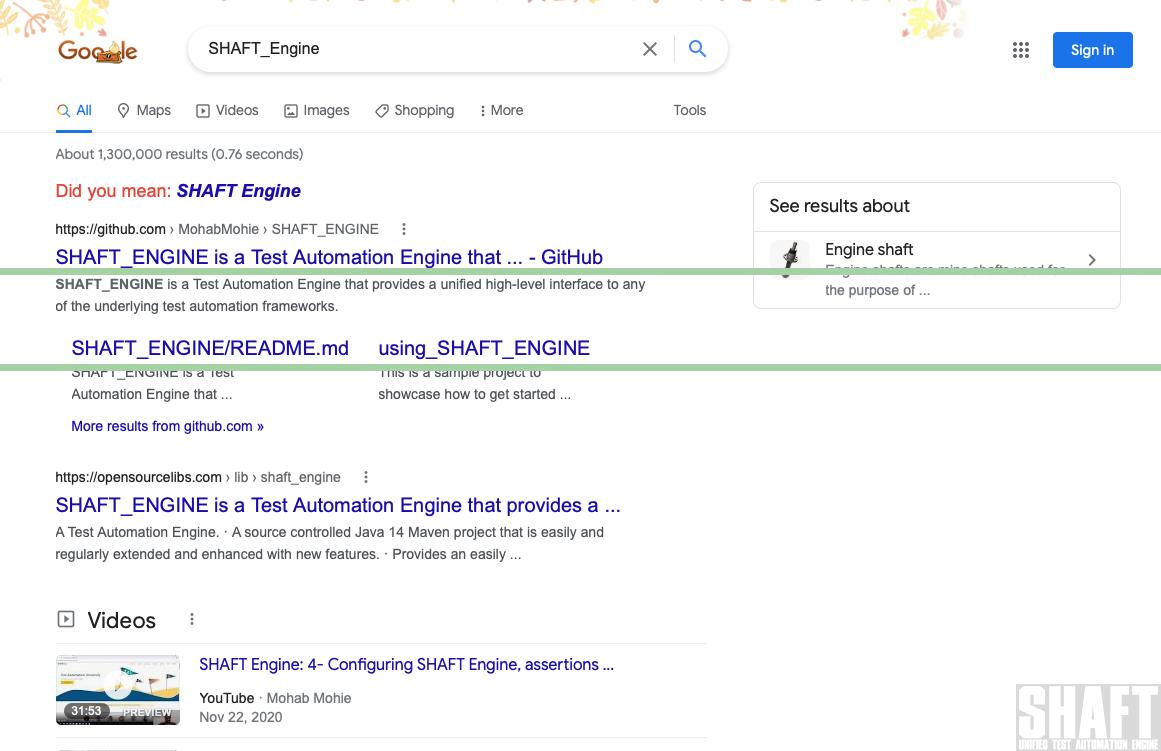 Google
SHAFT_Engine
Sign in
All
Maps
Videos
Images
Shopping
More
Tools
About 1,300,000 results (0.76 seconds)
Did you mean: SHAFT Engine
https://github.com › MohabMohie › SHAFT_ENGINE
SHAFT_ENGINE is a Test Automation Engine that ... - GitHub
SHAFT_ENGINE is a Test Automation Engine that provides a unified high-level interface to any
of the underlying test automation frameworks.
SHAFT_ENGINE/README.md
SHAFT_ENGINE is a Test
Automation Engine that ...
using_SHAFT_ENGINE
This is a sample project to
showcase how to get started ...
More results from github.com »
https://opensourcelibs.com › lib › shaft_engine
SHAFT_ENGINE is a Test Automation Engine that provides a ...
A Test Automation Engine. · A source controlled Java 14 Maven project that is easily and
regularly extended and enhanced with new features. · Provides an easily ...
Videos
31:53
PREVIEW
SHAFT Engine: 4- Configuring SHAFT Engine, assertions ...
YouTube · Mohab Mohie
Nov 22, 2020
See results about
Engine shaft
Engine shafts are mine shafts used for
the purpose of ...
SHAFT
UNIFIED TEST AUTOMATION ENGINE